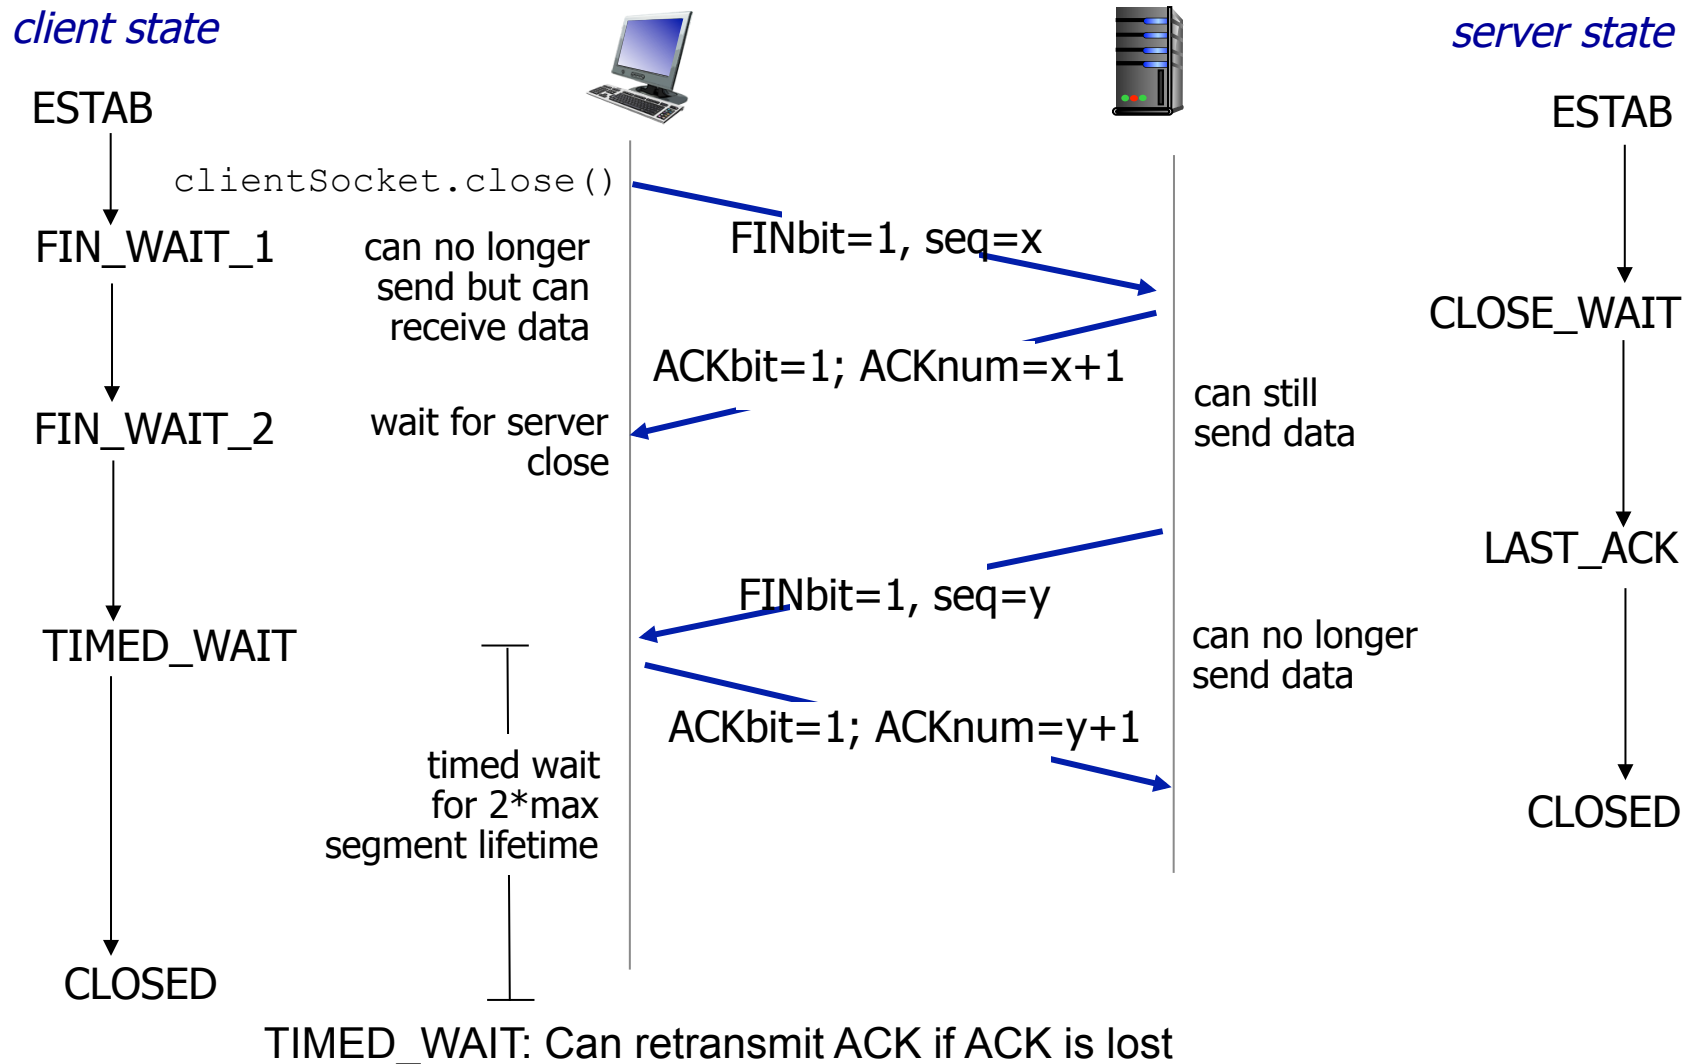 client state
server state
ESTAB
ESTAB
clientSocket.close()
FIN_WAIT_1
can no longer
send but can
receive data
FINbit=1, seq=x
CLOSE_WAIT
ACKbit=1; ACKnum=x+1
can still
send data
FIN_WAIT_2
wait for server
close
LAST_ACK
FINbit=1, seq=y
TIMED_WAIT
can no longer
send data
ACKbit=1; ACKnum=y+1
timed wait
for 2*max
segment lifetime
CLOSED
CLOSED
TIMED_WAIT: Can retransmit ACK if ACK is lost